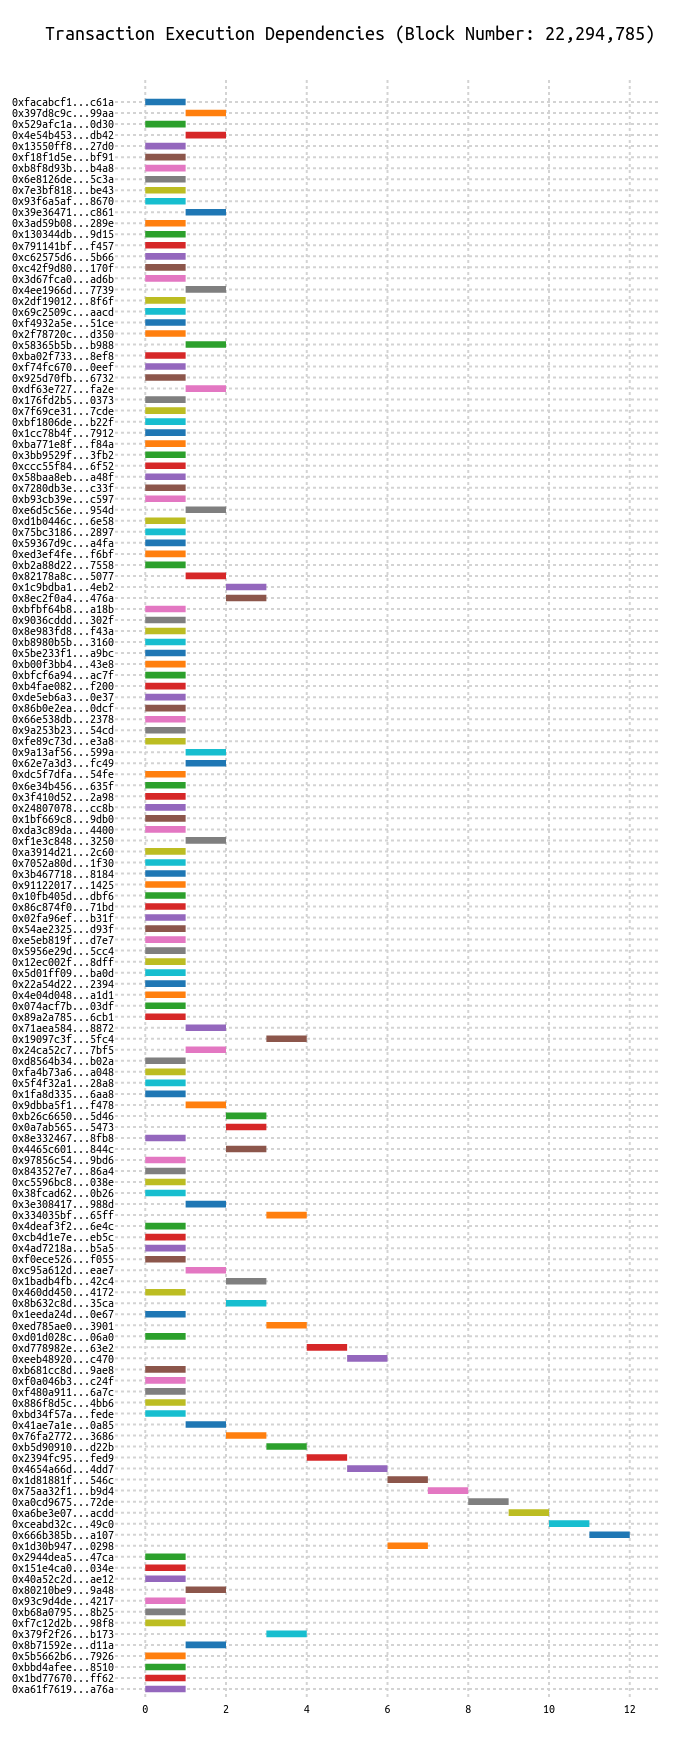 Transaction Execution Dependencies (Block Number: 22,294,785)
0xfacabcf1...c61a
0x397d8c9c...99aa
0x529afc1a...0d30
0x4e54b453...db42
0x13550ff8...27d0
0xf18f1d5e...bf91
0xb8f8d93b...b4a8
0x6e8126de...5c3a
0x7e3bf818...be43
0x93f6a5af...8670
0x39e36471...c861
0x3ad59b08...289e
0x130344db...9d15
0x791141bf...f457
0xc62575d6...5b66
0xc42f9d80...170f
0x3d67fca0...ad6b
0x4ee1966d...7739
0x2df19012...8f6f
0x69c2509c...aacd
0xf4932a5e...51ce
0x2f78720c...d350
0x58365b5b...b988
0xba02f733...8ef8
0xf74fc670...0eef
0x925d70fb...6732
0xdf63e727...fa2e
0x176fd2b5...0373
0x7f69ce31...7cde
0xbf1806de...b22f
0x1cc78b4f...7912
0xba771e8f...f84a
0x3bb9529f...3fb2
0xccc55f84...6f52
0x58baa8eb...a48f
0x7280db3e...c33f
0xb93cb39e...c597
0xe6d5c56e...954d
0xd1b0446c...6e58
0x75bc3186...2897
0x59367d9c...a4fa
0xed3ef4fe...f6bf
0xb2a88d22...7558
0x82178a8c...5077
0x1c9bdba1...4eb2
0x8ec2f0a4...476a
0xbfbf64b8...a18b
0x9036cddd...302f
0x8e983fd8...f43a
0xb8980b5b...3160
0x5be233f1...a9bc
0xb00f3bb4...43e8
0xbfcf6a94...ac7f
0xb4fae082...f200
0xde5eb6a3...0e37
0x86b0e2ea...0dcf
0x66e538db...2378
0x9a253b23...54cd
0xfe89c73d...e3a8
0x9a13af56...599a
0x62e7a3d3...fc49
0xdc5f7dfa...54fe
0x6e34b456...635f
0x3f410d52...2a98
0x24807078...cc8b
0x1bf669c8...9db0
0xda3c89da...4400
0xf1e3c848...3250
0xa3914d21...2c60
0x7052a80d...1f30
0x3b467718...8184
0x91122017...1425
0x10fb405d...dbf6
0x86c874f0...71bd
0x02fa96ef...b31f
0x54ae2325...d93f
0xe5eb819f...d7e7
0x5956e29d...5cc4
0x12ec002f...8dff
0x5d01ff09...ba0d
0x22a54d22...2394
0x4e04d048...a1d1
0x074acf7b...03df
0x89a2a785...6cb1
0x71aea584...8872
0x19097c3f...5fc4
0x24ca52c7...7bf5
0xd8564b34...b02a
0xfa4b73a6...a048
0x5f4f32a1...28a8
0x1fa8d335...6aa8
0x9dbba5f1...f478
0xb26c6650...5d46
0x0a7ab565...5473
0x8e332467...8fb8
0x4465c601...844c
0x97856c54...9bd6
0x843527e7...86a4
0xc5596bc8...038e
0x38fcad62...0b26
0x3e308417...988d
0x334035bf...65ff
0x4deaf3f2...6e4c
0xcb4d1e7e...eb5c
0x4ad7218a...b5a5
0xf0ece526...f055
0xc95a612d...eae7
0x1badb4fb...42c4
0x460dd450...4172
0x8b632c8d...35ca
0x1eeda24d...0e67
0xed785ae0...3901
0xd01d028c...06a0
0xd778982e...63e2
0xeeb48920...c470
0xb681cc8d...9ae8
0xf0a046b3...c24f
0xf480a911...6a7c
0x886f8d5c...4bb6
0xbd34f57a...fede
0x41ae7a1e...0a85
0x76fa2772...3686
0xb5d90910...d22b
0x2394fc95...fed9
0x4654a66d...4dd7
0x1d81881f...546c
0x75aa32f1...b9d4
0xa0cd9675...72de
0xa6be3e07...acdd
0xceabd32c...49c0
0x666b385b...a107
0x1d30b947...0298
0x2944dea5...47ca
0x151e4ca0...034e
0x40a52c2d...ae12
0x80210be9...9a48
0x93c9d4de...4217
0xb68a0795...8b25
0xf7c12d2b...98f8
0x379f2f26...b173
0x8b71592e...d11a
0x5b5662b6...7926
0xbbd4afee...8510
0x1bd77670...ff62
0xa61f7619...a76a
0 2 4 6 8 10 12